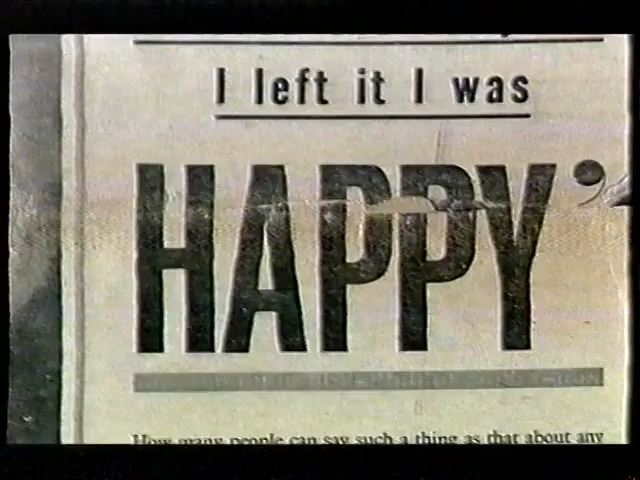 I left it I was
HAPPY’
How many people can say such a thing as that about any